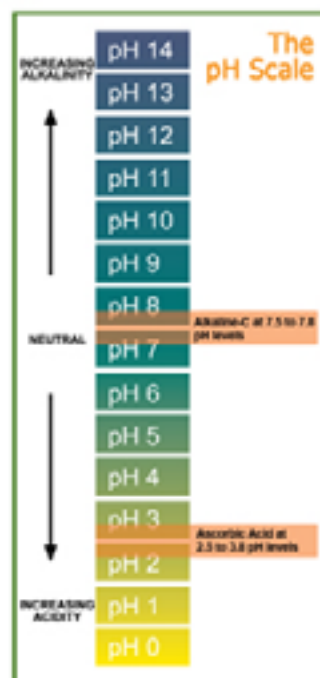 The
pH Scale
INCREASING
ALKALINITY
pH 14
pH 13
pH 12
pH 11
pH 10
pH 9
pH 8
Alkaline-C at 7.5 to 7.8
pH levels
NEUTRAL
pH 7
pH 6
pH 5
pH 4
pH 3
Ascorbic Acid at
2.5 to 3.0 pH levels
pH 2
INCREASING
ACIDITY
pH 1
pH 0